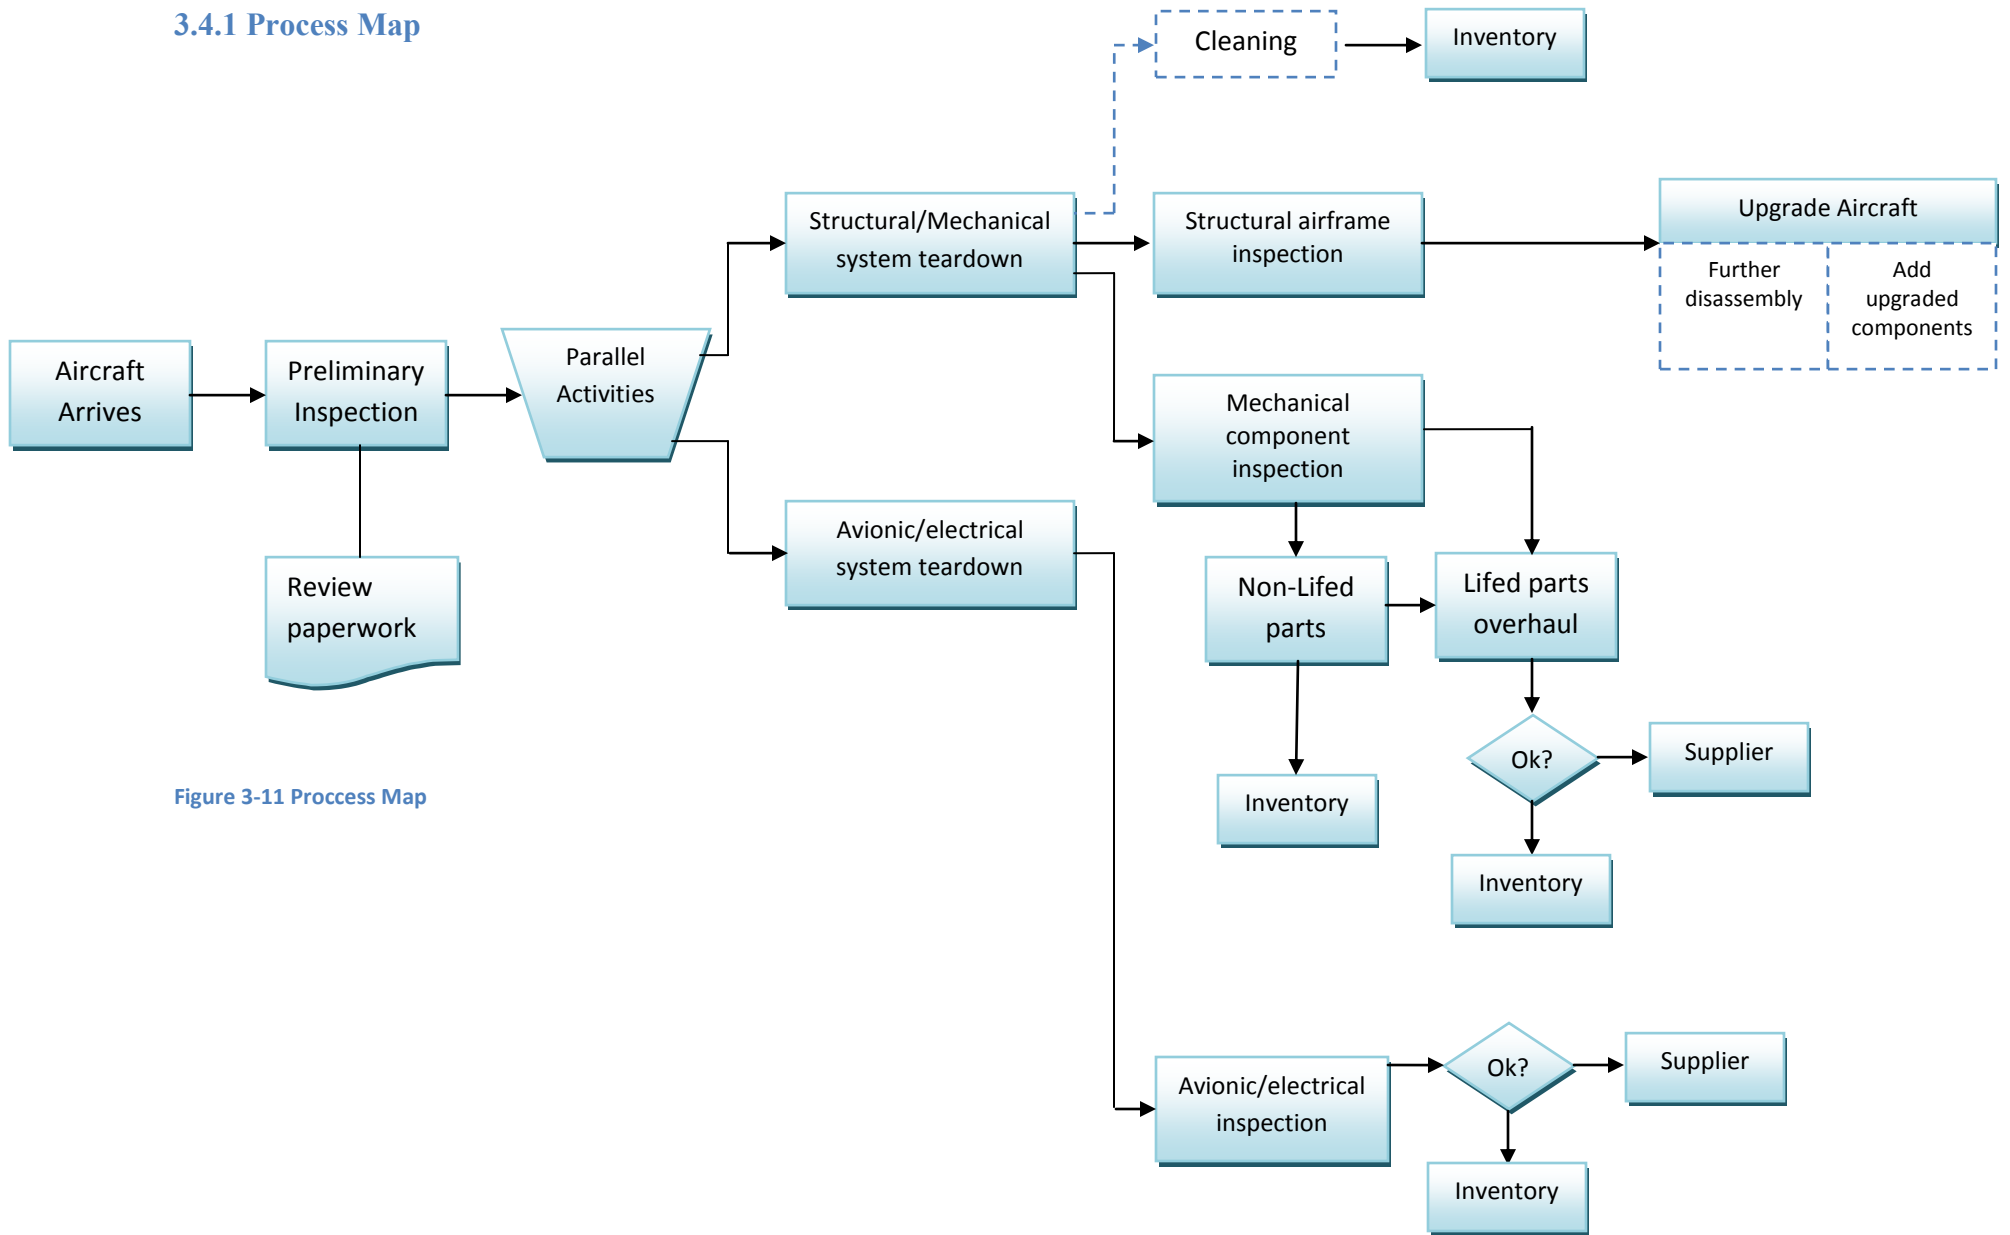 3.4.1 Process Map
Cleaning
Inventory
Structural/Mechanical
system teardown
Structural airframe
inspection
Upgrade Aircraft
Further
disassembly
Add
upgraded
components
Aircraft
Arrives
Preliminary
Inspection
Parallel
Activities
Mechanical
component
inspection
Review
paperwork
Avionic/electrical
system teardown
Non-Lifed
parts
Lifed parts
overhaul
Ok?
Supplier
Inventory
Inventory
Figure 3-11 Proccess Map
Avionic/electrical
inspection
Ok?
Supplier
Inventory